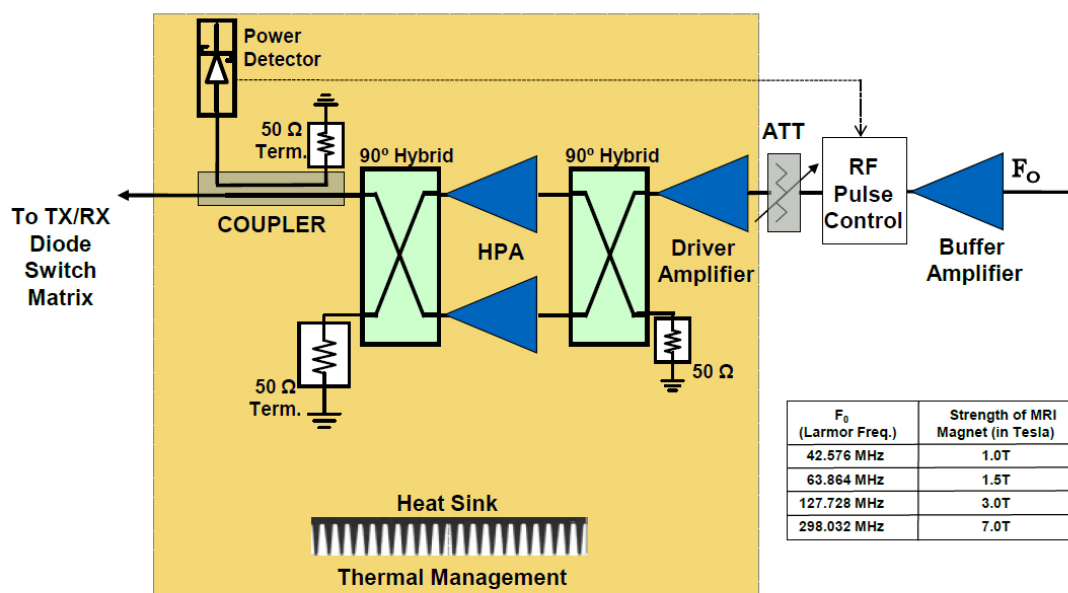 Power
Detector
50 Ω
Term.
90º Hybrid
90º Hybrid
ATT
RF
Pulse
Control
F₀
To TX/RX
Diode
Switch
Matrix
COUPLER
HPA
Driver
Amplifier
Buffer
Amplifier
50 Ω
Term.
50 Ω
F₀
(Larmor Freq.)
Strength of MRI
Magnet (in Tesla)
42.576 MHz
1.0T
63.864 MHz
1.5T
127.728 MHz
3.0T
298.032 MHz
7.0T
Heat Sink
Thermal Management